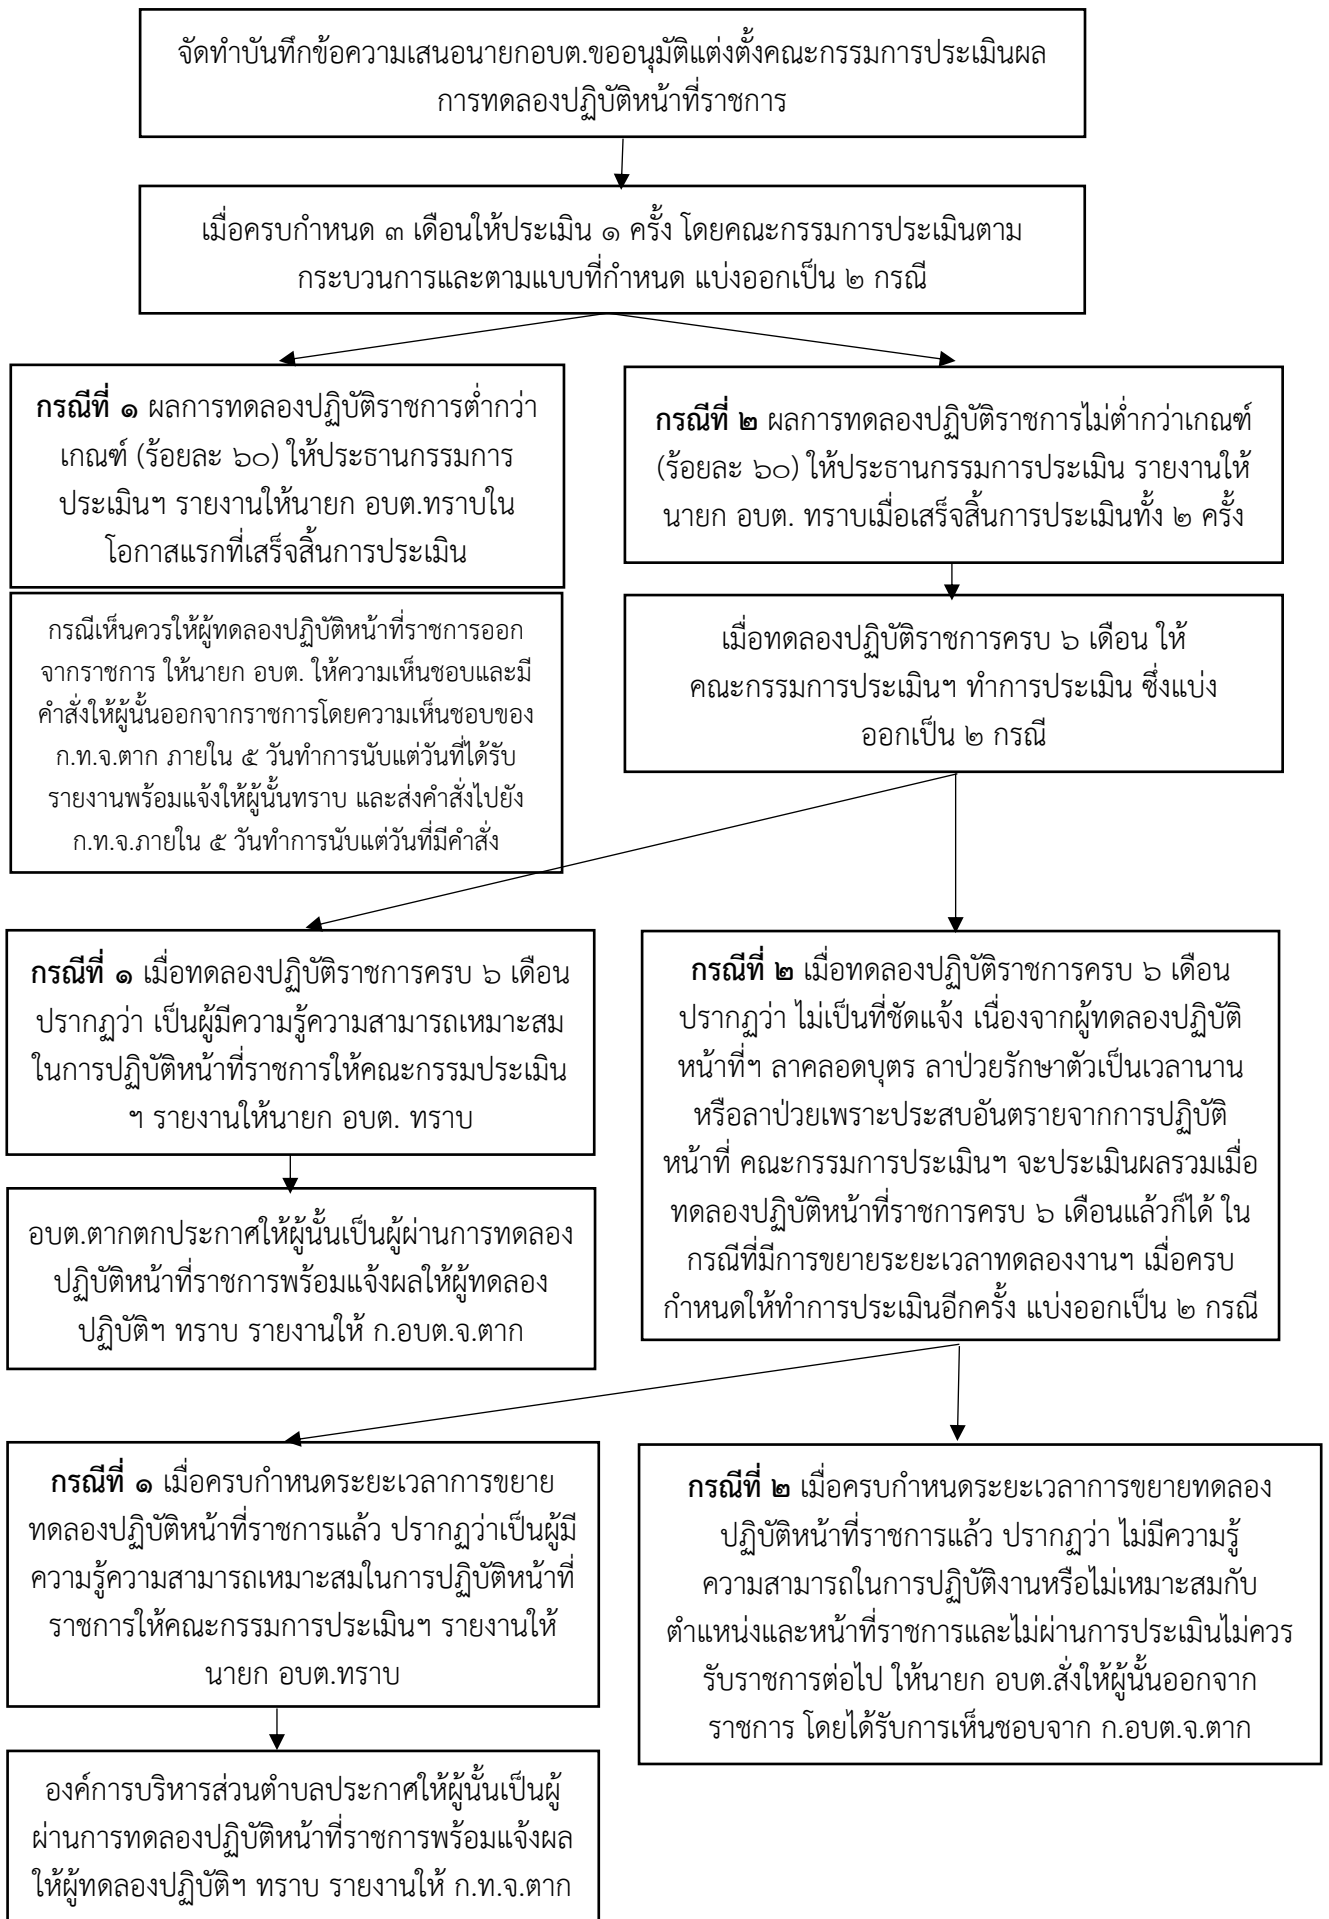 จัดทำบันทึกข้อความเสนอนายกอบต.ขออนุมัติแต่งตั้งคณะกรรมการประเมินผล
การทดลองปฏิบัติหน้าที่ราชการ
เมื่อครบกำหนด ๓ เดือนให้ประเมิน ๑ ครั้ง โดยคณะกรรมการประเมินตาม
กระบวนการและตามแบบที่กำหนด แบ่งออกเป็น ๒ กรณี
กรณีที่ ๑ ผลการทดลองปฏิบัติราชการต่ำกว่า
เกณฑ์ (ร้อยละ ๖๐) ให้ประธานกรรมการ
ประเมินฯ รายงานให้นายก อบต.ทราบใน
โอกาสแรกที่เสร็จสิ้นการประเมิน
กรณีที่ ๒ ผลการทดลองปฏิบัติราชการไม่ต่ำกว่าเกณฑ์
(ร้อยละ ๖๐) ให้ประธานกรรมการประเมิน รายงานให้
นายก อบต. ทราบเมื่อเสร็จสิ้นการประเมินทั้ง ๒ ครั้ง
กรณีเห็นควรให้ผู้ทดลองปฏิบัติหน้าที่ราชการออก
จากราชการ ให้นายก อบต. ให้ความเห็นชอบและมี
คำสั่งให้ผู้นั้นออกจากราชการโดยความเห็นชอบของ
ก.ท.จ.ตาก ภายใน ๕ วันทำการนับแต่วันที่ได้รับ
รายงานพร้อมแจ้งให้ผู้นั้นทราบ และส่งคำสั่งไปยัง
ก.ท.จ.ภายใน ๕ วันทำการนับแต่วันที่มีคำสั่ง
เมื่อทดลองปฏิบัติราชการครบ ๖ เดือน ให้
คณะกรรมการประเมินฯ ทำการประเมิน ซึ่งแบ่ง
ออกเป็น ๒ กรณี
กรณีที่ ๑ เมื่อทดลองปฏิบัติราชการครบ ๖ เดือน
ปรากฏว่า เป็นผู้มีความรู้ความสามารถเหมาะสม
ในการปฏิบัติหน้าที่ราชการให้คณะกรรมประเมิน
ฯ รายงานให้นายก อบต. ทราบ
กรณีที่ ๒ เมื่อทดลองปฏิบัติราชการครบ ๖ เดือน
ปรากฏว่า ไม่เป็นที่ชัดแจ้ง เนื่องจากผู้ทดลองปฏิบัติ
หน้าที่ฯ ลาคลอดบุตร ลาป่วยรักษาตัวเป็นเวลานาน
หรือลาป่วยเพราะประสบอันตรายจากการปฏิบัติ
หน้าที่ คณะกรรมการประเมินฯ จะประเมินผลรวมเมื่อ
ทดลองปฏิบัติหน้าที่ราชการครบ ๖ เดือนแล้วก็ได้ ใน
กรณีที่มีการขยายระยะเวลาทดลองงานฯ เมื่อครบ
กำหนดให้ทำการประเมินอีกครั้ง แบ่งออกเป็น ๒ กรณี
อบต.ตากตกประกาศให้ผู้นั้นเป็นผู้ผ่านการทดลอง
ปฏิบัติหน้าที่ราชการพร้อมแจ้งผลให้ผู้ทดลอง
ปฏิบัติฯ ทราบ รายงานให้ ก.อบต.จ.ตาก
กรณีที่ ๑ เมื่อครบกำหนดระยะเวลาการขยาย
ทดลองปฏิบัติหน้าที่ราชการแล้ว ปรากฏว่าเป็นผู้มี
ความรู้ความสามารถเหมาะสมในการปฏิบัติหน้าที่
ราชการให้คณะกรรมการประเมินฯ รายงานให้
นายก อบต.ทราบ
กรณีที่ ๒ เมื่อครบกำหนดระยะเวลาการขยายทดลอง
ปฏิบัติหน้าที่ราชการแล้ว ปรากฏว่า ไม่มีความรู้
ความสามารถในการปฏิบัติงานหรือไม่เหมาะสมกับ
ตำแหน่งและหน้าที่ราชการและไม่ผ่านการประเมินไม่ควร
รับราชการต่อไป ให้นายก อบต.สั่งให้ผู้นั้นออกจาก
ราชการ โดยได้รับการเห็นชอบจาก ก.อบต.จ.ตาก
องค์การบริหารส่วนตำบลประกาศให้ผู้นั้นเป็นผู้
ผ่านการทดลองปฏิบัติหน้าที่ราชการพร้อมแจ้งผล
ให้ผู้ทดลองปฏิบัติฯ ทราบ รายงานให้ ก.ท.จ.ตาก